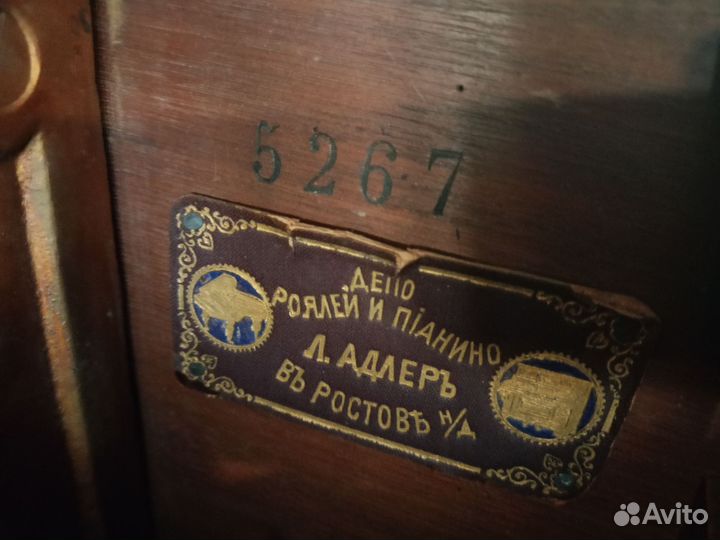 5267
ДЕПО
РОЯЛЕЙ И ПІАНИНО
Л. АДЛЕРЪ
ВЪ РОСТОВѢ Н/Д
Avito